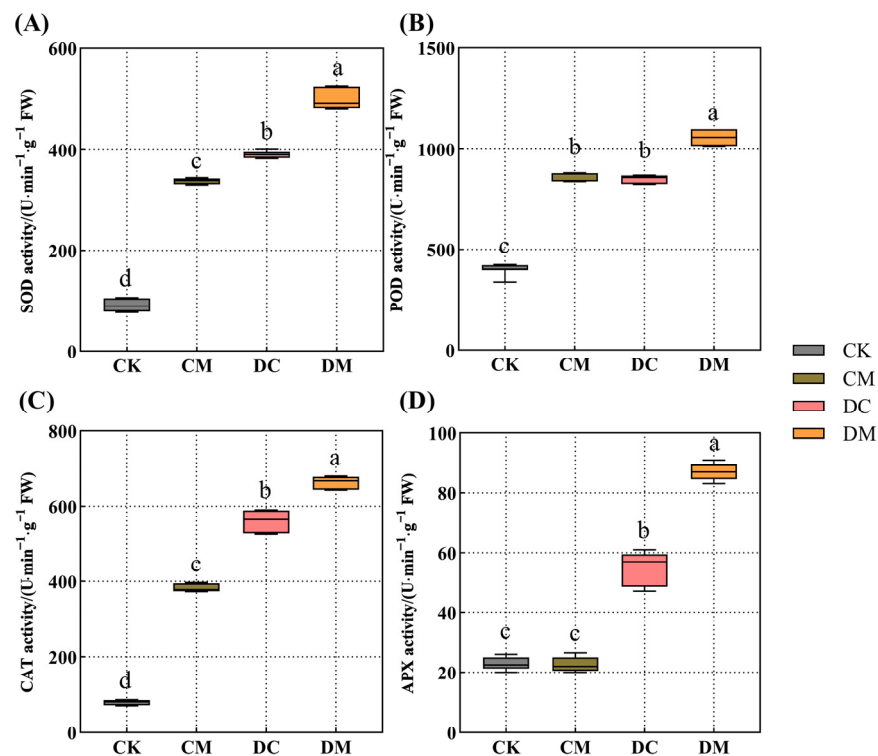 (A)
SOD activity/(U·min⁻¹·g⁻¹ FW)
600
400
200
0
d
c
b
a
CK CM DC DM
(B)
POD activity/(U·min⁻¹·g⁻¹ FW)
1500
1000
500
0
c
b
b
a
CK CM DC DM
(C)
CAT activity/(U·min⁻¹·g⁻¹ FW)
800
600
400
200
0
d
c
b
a
CK CM DC DM
(D)
APX activity/(U·min⁻¹·g⁻¹ FW)
100
80
60
40
20
0
c
c
b
a
CK CM DC DM
CK
CM
DC
DM